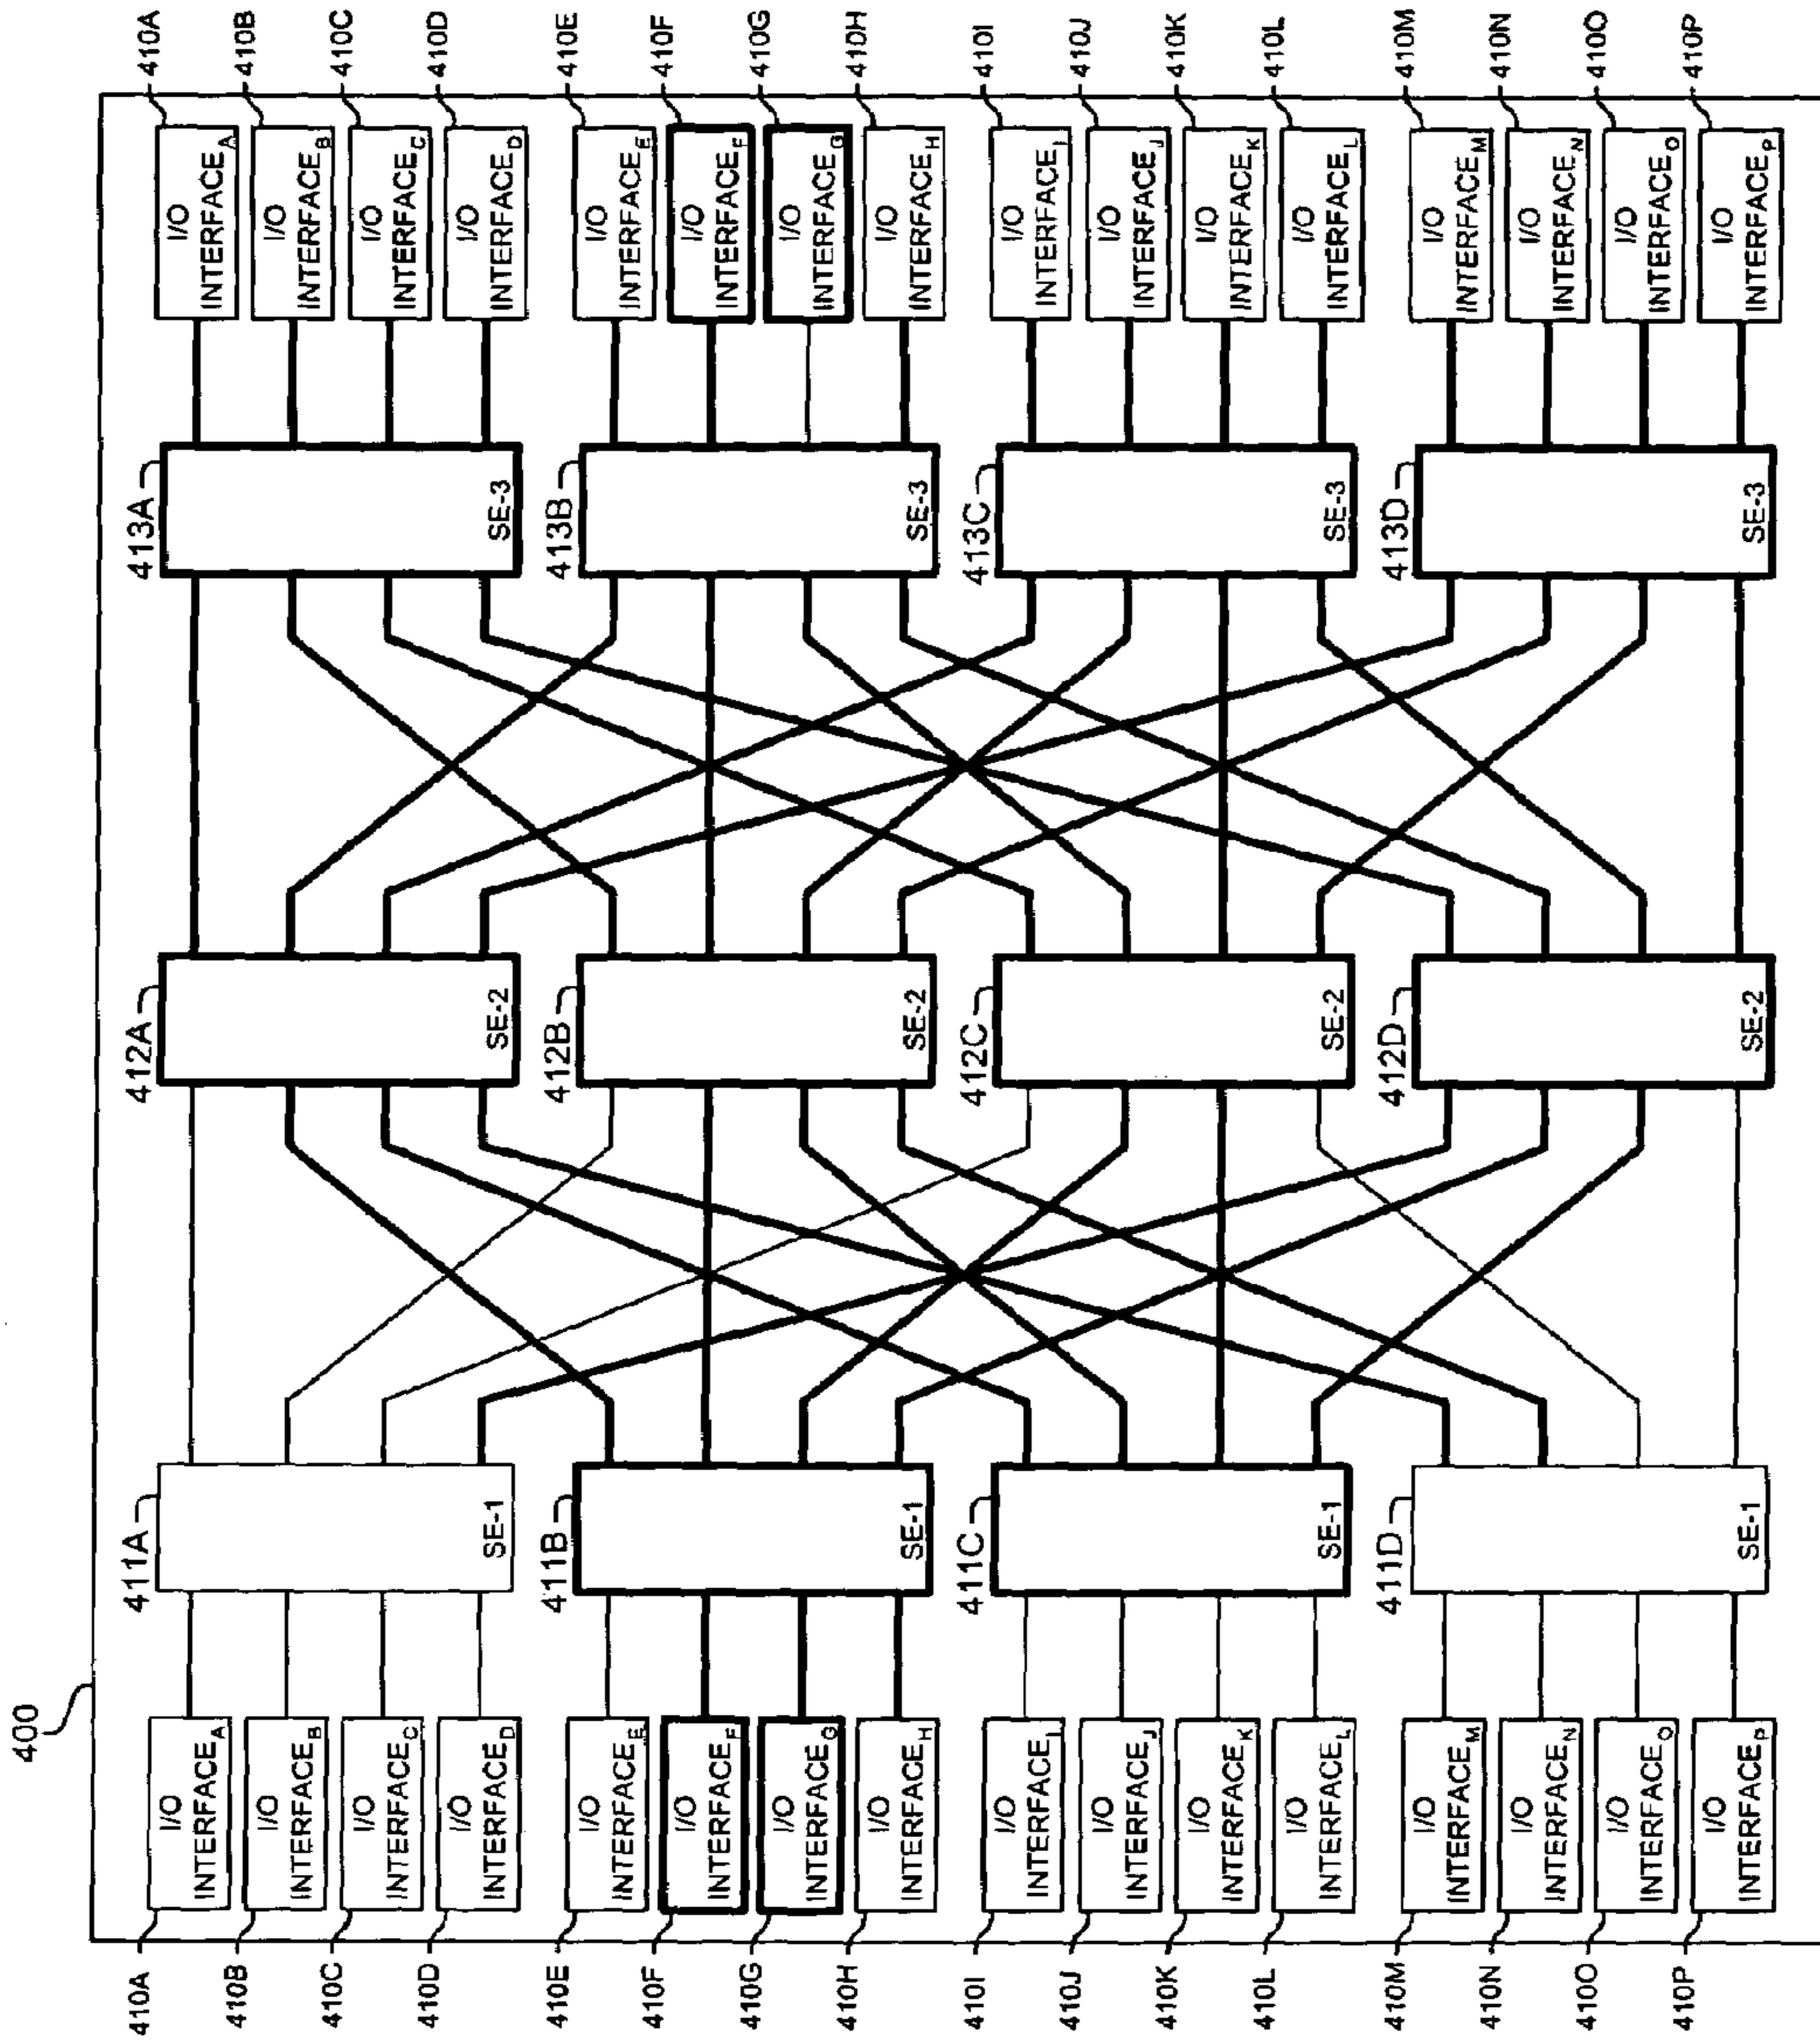 400
410A
410B
410C
410D
410E
410F
410G
410H
410I
410J
410K
410L
410M
410N
410O
410P
I/O
INTERFACEA
I/O
INTERFACEB
I/O
INTERFACEC
I/O
INTERFACED
I/O
INTERFACEE
I/O
INTERFACEF
I/O
INTERFACEG
I/O
INTERFACEH
I/O
INTERFACEI
I/O
INTERFACEJ
I/O
INTERFACEK
I/O
INTERFACEL
I/O
INTERFACEM
I/O
INTERFACEN
I/O
INTERFACEO
I/O
INTERFACEP
411A
SE-1
411B
SE-1
411C
SE-1
411D
SE-1
412A
SE-2
412B
SE-2
412C
SE-2
412D
SE-2
413A
SE-3
413B
SE-3
413C
SE-3
413D
SE-3
I/O
INTERFACEA
I/O
INTERFACEB
I/O
INTERFACEC
I/O
INTERFACED
I/O
INTERFACEE
I/O
INTERFACEF
I/O
INTERFACEG
I/O
INTERFACEH
I/O
INTERFACEI
I/O
INTERFACEJ
I/O
INTERFACEK
I/O
INTERFACEL
I/O
INTERFACEM
I/O
INTERFACEN
I/O
INTERFACEO
I/O
INTERFACEP
410A
410B
410C
410D
410E
410F
410G
410H
410I
410J
410K
410L
410M
410N
410O
410P